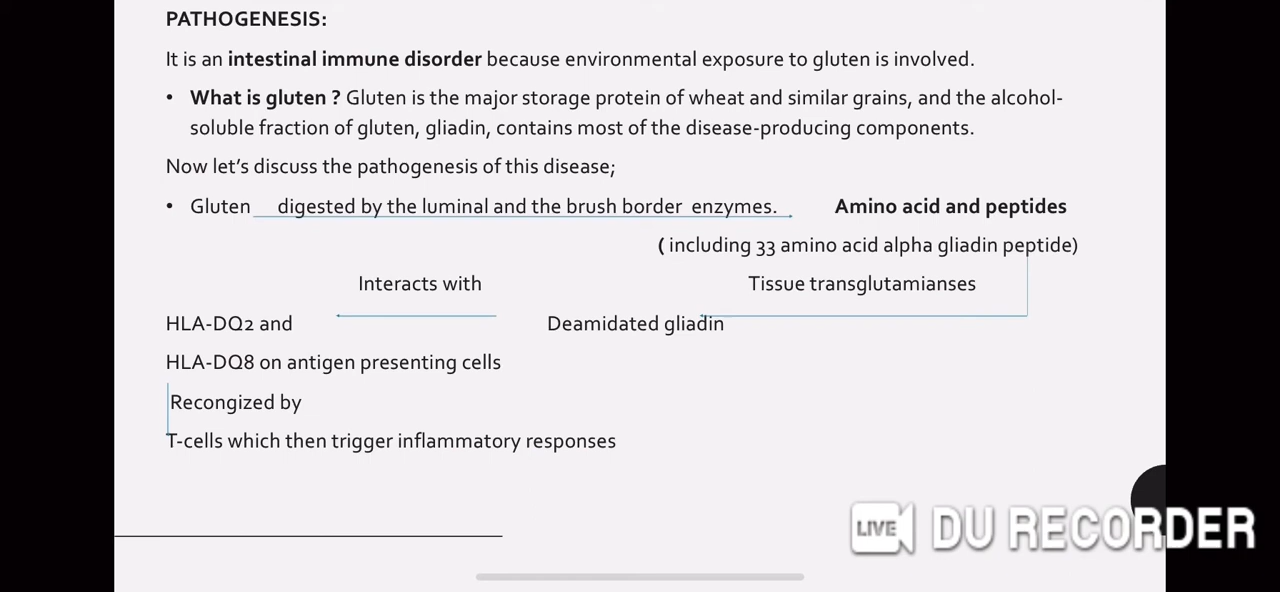 PATHOGENESIS:
It is an intestinal immune disorder because environmental exposure to gluten is involved.
• What is gluten ? Gluten is the major storage protein of wheat and similar grains, and the alcohol-
soluble fraction of gluten, gliadin, contains most of the disease-producing components.
Now let's discuss the pathogenesis of this disease;
• Gluten digested by the luminal and the brush border enzymes. Amino acid and peptides
( including 33 amino acid alpha gliadin peptide)
Interacts with Tissue transglutamianses
HLA-DQ2 and Deamidated gliadin
HLA-DQ8 on antigen presenting cells
Recongized by
T-cells which then trigger inflammatory responses
LIVE DU RECORDER